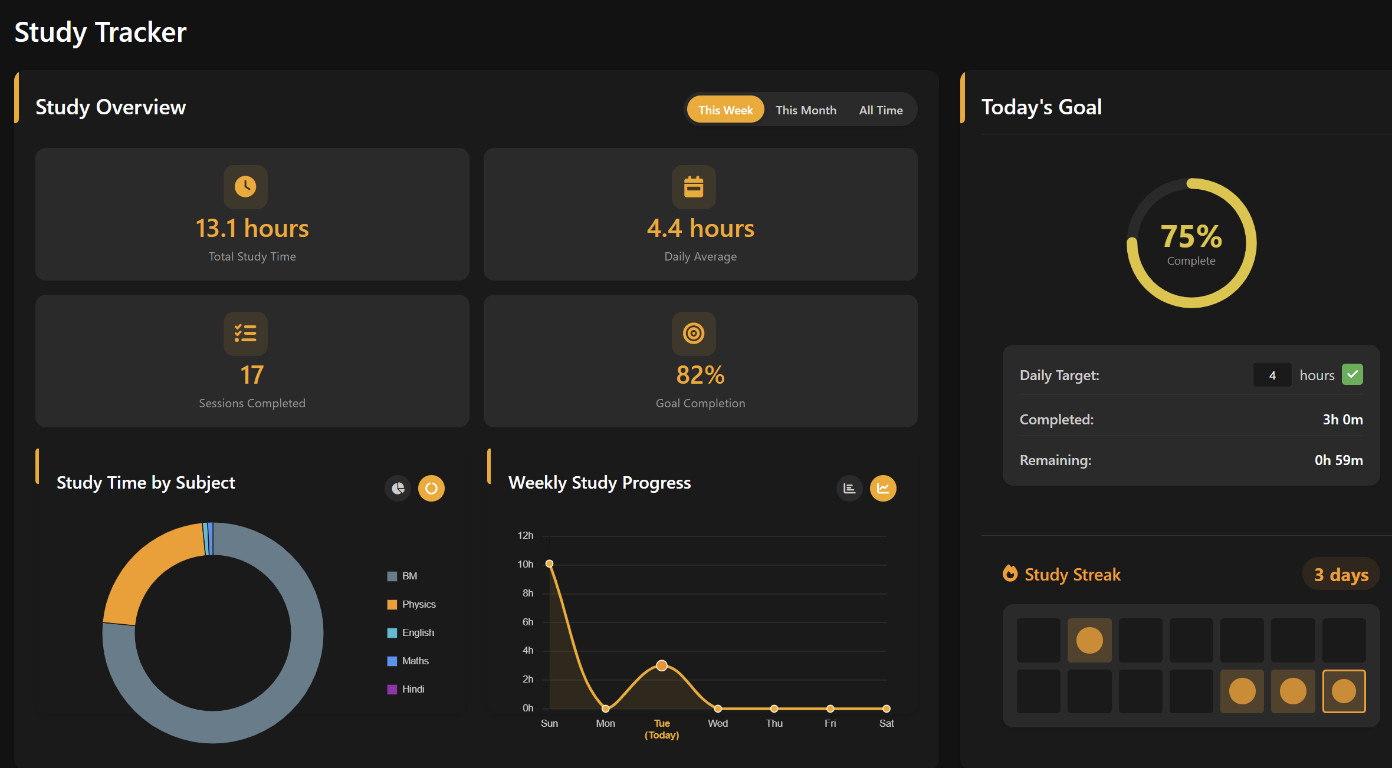 Study Tracker
Study Overview
This Week This Month All Time
13.1 hours
Total Study Time
4.4 hours
Daily Average
17
Sessions Completed
82%
Goal Completion
Study Time by Subject
BM
Physics
English
Maths
Hindi
Weekly Study Progress
12h
10h
8h
6h
4h
2h
0h
Sun Mon Tue Wed Thu Fri Sat
(Today)
Today's Goal
75%
Complete
Daily Target: 4 hours
Completed: 3h 0m
Remaining: 0h 59m
Study Streak 3 days